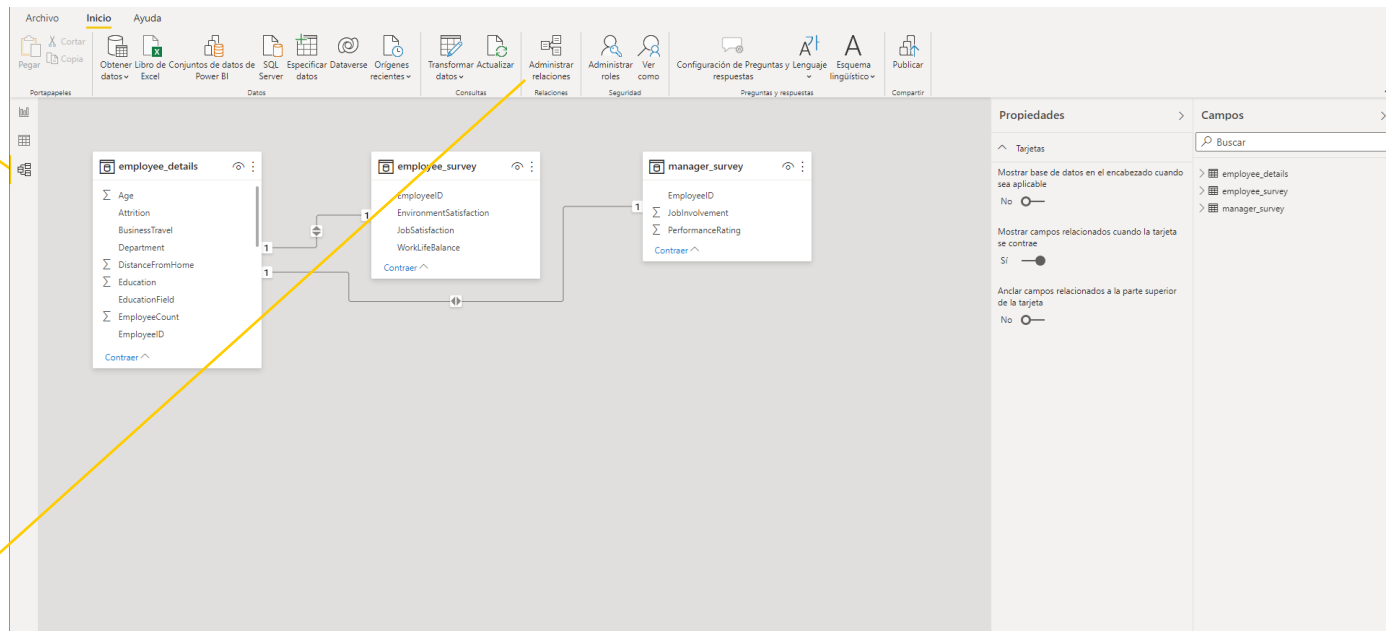 Archivo Inicio Ayuda
Pegar
Cortar
Copia
Portapapeles
Obtener datos
Libro de Excel
Conjuntos de datos de Power BI
SQL Server
Especificar datos
Dataverse
Orígenes recientes
Datos
Transformar datos
Actualizar
Consultas
Administrar relaciones
Relaciones
Administrar roles
Ver como
Seguridad
Configuración de Preguntas y respuestas
Lenguaje
Esquema lingüístico
Preguntas y respuestas
Publicar
Compartir
employee_details
Age
Attrition
BusinessTravel
Department
DistanceFromHome
Education
EducationField
EmployeeCount
EmployeeID
Contraer
1
1
employee_survey
EmployeeID
EnvironmentSatisfaction
JobSatisfaction
WorkLifeBalance
Contraer
1
manager_survey
EmployeeID
JobInvolvement
PerformanceRating
Contraer
1
Propiedades
Tarjetas
Mostrar base de datos en el encabezado cuando
sea aplicable
No
Mostrar campos relacionados cuando la tarjeta
se contrae
Sí
Anclar campos relacionados a la parte superior
de la tarjeta
No
Campos
Buscar
employee_details
employee_survey
manager_survey